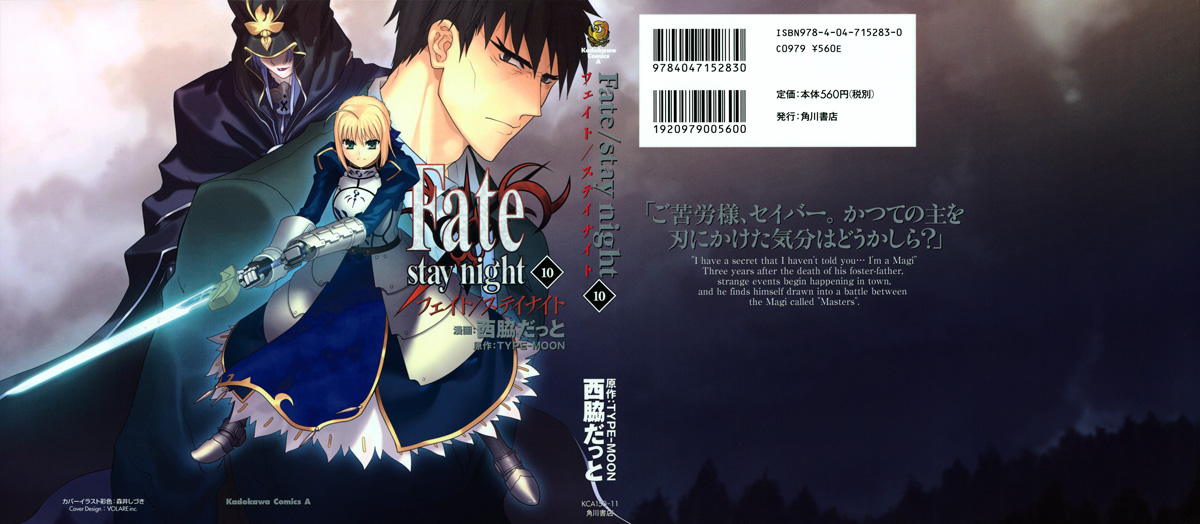 Fate
stay night 10
フェイト/ステイナイト
漫画:西脇だっと
原作:TYPE-MOON
カバーイラスト彩色:森井しづき
Cover Design : VOLARE inc.
Kadokawa Comics A
Kadokawa
Comics
A
Fate/stay night
フェイト/ステイナイト
10
原作:TYPE-MOON
西脇だっと
角川書店
ISBN978-4-04-715283-0
C0979 ¥560E
9784047152830
定価:本体560円(税別)
発行:角川書店
1920979005600
「ご苦労様、セイバー。かつての主を
刃にかけた気分はどうかしら?」
"I have a secret that I haven't told you… I'm a Magi"
Three years after the death of his foster-father,
strange events begin happening in town,
and he finds himself drawn into a battle between
the Magi called "Masters".